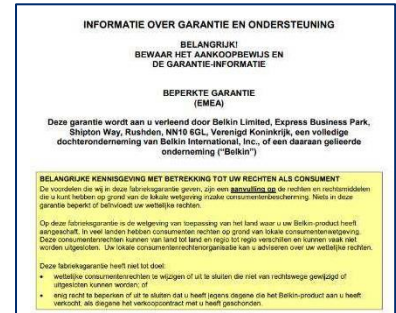 INFORMATIE OVER GARANTIE EN ONDERSTEUNING
BELANGRIJK!
BEWAAR HET AANKOOPBEWIJS EN
DE GARANTIE-INFORMATIE
BEPERKTE GARANTIE
(EMEA)
Deze garantie wordt aan u verleend door Belkin Limited, Express Business Park,
Shipton Way, Rushden, NN10 6GL, Verenigd Koninkrijk, een volledige
dochteronderneming van Belkin International, Inc., of een daaraan gelieerde
onderneming ("Belkin")
BELANGRIJKE KENNISGEVING MET BETREKKING TOT UW RECHTEN ALS CONSUMENT
De voordelen die wij in deze fabrieksgarantie geven, zijn een aanvulling op de rechten en rechtsmiddelen
die u kunt hebben op grond van de lokale wetgeving inzake consumentenbescherming. Niets in deze
garantie beperkt of beïnvloedt uw wettelijke rechten.
Op deze fabrieksgarantie is de wetgeving van toepassing van het land waar u uw Belkin-product heeft
aangeschaft. In veel landen hebben consumenten rechten op grond van lokale consumentenwetgeving.
Deze consumentenrechten kunnen van land tot land en regio tot regio verschillen en kunnen vaak niet
worden uitgesloten. Uw lokale consumentenrechtenorganisatie kan u adviseren over uw wettelijke rechten.
Deze fabrieksgarantie heeft niet tot doel:
• wettelijke consumentenrechten te wijzigen of uit te sluiten die niet van rechtswege gewijzigd of
uitgesloten kunnen worden; of
• enig recht te beperken of uit te sluiten dat u heeft jegens degene die het Belkin-product aan u heeft
verkocht, als diegene het verkoopcontract met u heeft geschonden.